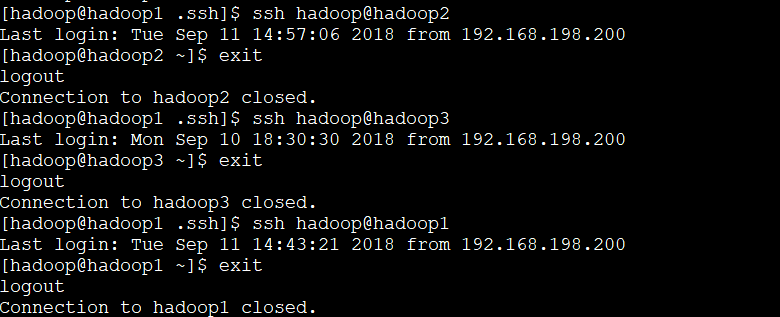 [hadoop@hadoop1 .ssh]$ ssh hadoop@hadoop2
Last login: Tue Sep 11 14:57:06 2018 from 192.168.198.200
[hadoop@hadoop2 ~]$ exit
logout
Connection to hadoop2 closed.
[hadoop@hadoop1 .ssh]$ ssh hadoop@hadoop3
Last login: Mon Sep 10 18:30:30 2018 from 192.168.198.200
[hadoop@hadoop3 ~]$ exit
logout
Connection to hadoop3 closed.
[hadoop@hadoop1 .ssh]$ ssh hadoop@hadoop1
Last login: Tue Sep 11 14:43:21 2018 from 192.168.198.200
[hadoop@hadoop1 ~]$ exit
logout
Connection to hadoop1 closed.